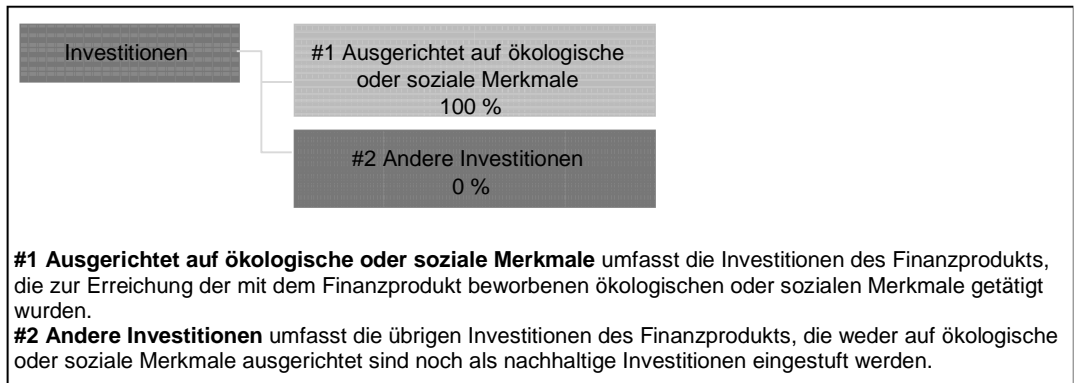 Investitionen
#1 Ausgerichtet auf ökologische
oder soziale Merkmale
100 %
#2 Andere Investitionen
0 %
#1 Ausgerichtet auf ökologische oder soziale Merkmale umfasst die Investitionen des Finanzprodukts,
die zur Erreichung der mit dem Finanzprodukt beworbenen ökologischen oder sozialen Merkmale getätigt
wurden.
#2 Andere Investitionen umfasst die übrigen Investitionen des Finanzprodukts, die weder auf ökologische
oder soziale Merkmale ausgerichtet sind noch als nachhaltige Investitionen eingestuft werden.